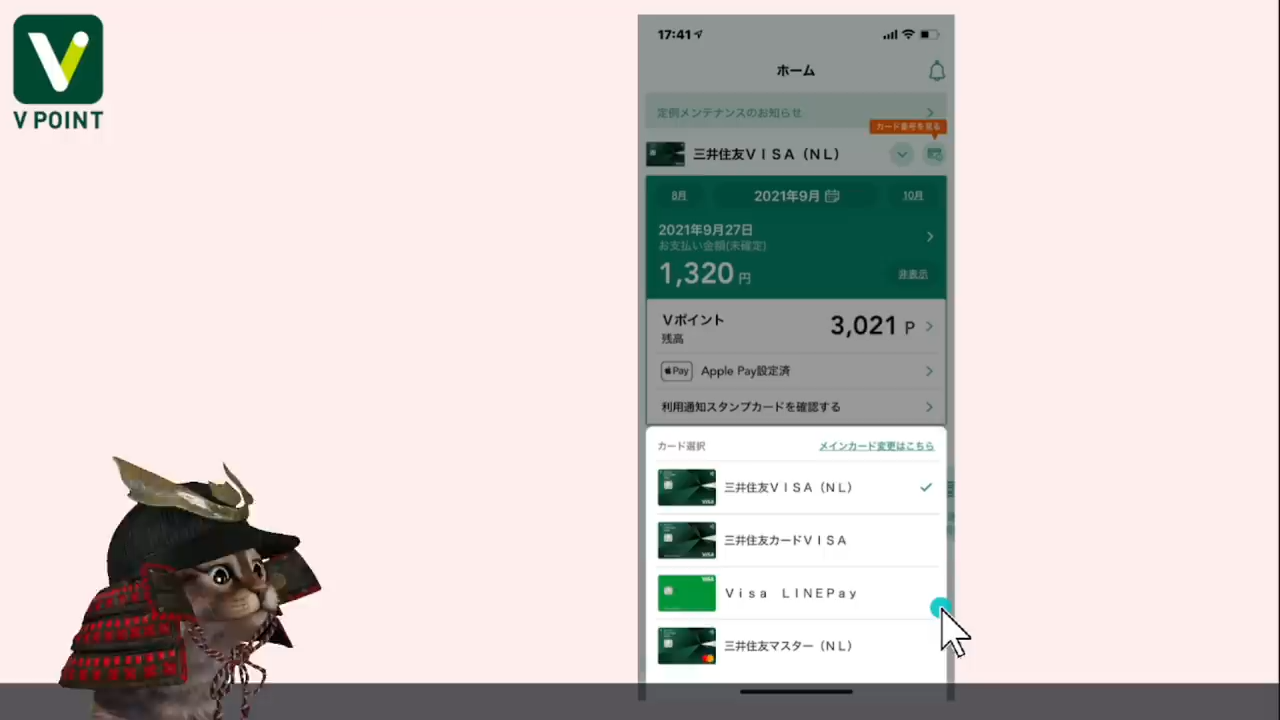 V POINT
17:41
ホーム
定例メンテナンスのお知らせ
カード番号を見る
三井住友ＶＩＳＡ（ＮＬ）
8月
2021年9月
10月
2021年9月27日
お支払い金額(未確定)
1,320 円
非表示
Vポイント
残高
3,021 P
Pay
Apple Pay設定済
利用通知スタンプカードを確認する
カード選択
メインカード変更はこちら
三井住友ＶＩＳＡ（ＮＬ）
VISA
三井住友カードＶＩＳＡ
VISA
Ｖｉｓａ　ＬＩＮＥＰａｙ
VISA
三井住友マスター（ＮＬ）